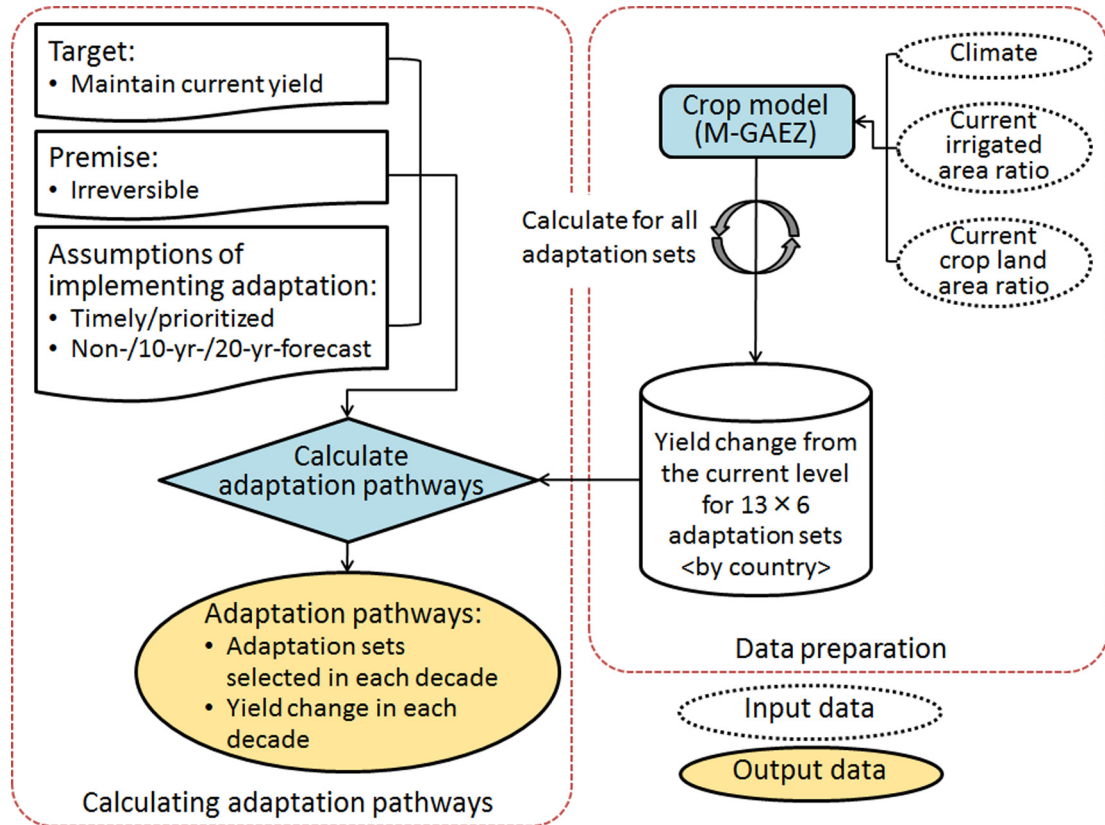 Target:
• Maintain current yield
Premise:
• Irreversible
Assumptions of
implementing adaptation:
• Timely/prioritized
• Non-/10-yr-/20-yr-forecast
Calculate
adaptation pathways
Adaptation pathways:
• Adaptation sets
selected in each decade
• Yield change in each
decade
Calculating adaptation pathways
Climate
Crop model
(M-GAEZ)
Current
irrigated
area ratio
Calculate for all
adaptation sets
Current
crop land
area ratio
Yield change from
the current level
for 13 × 6
adaptation sets
<by country>
Data preparation
Input data
Output data